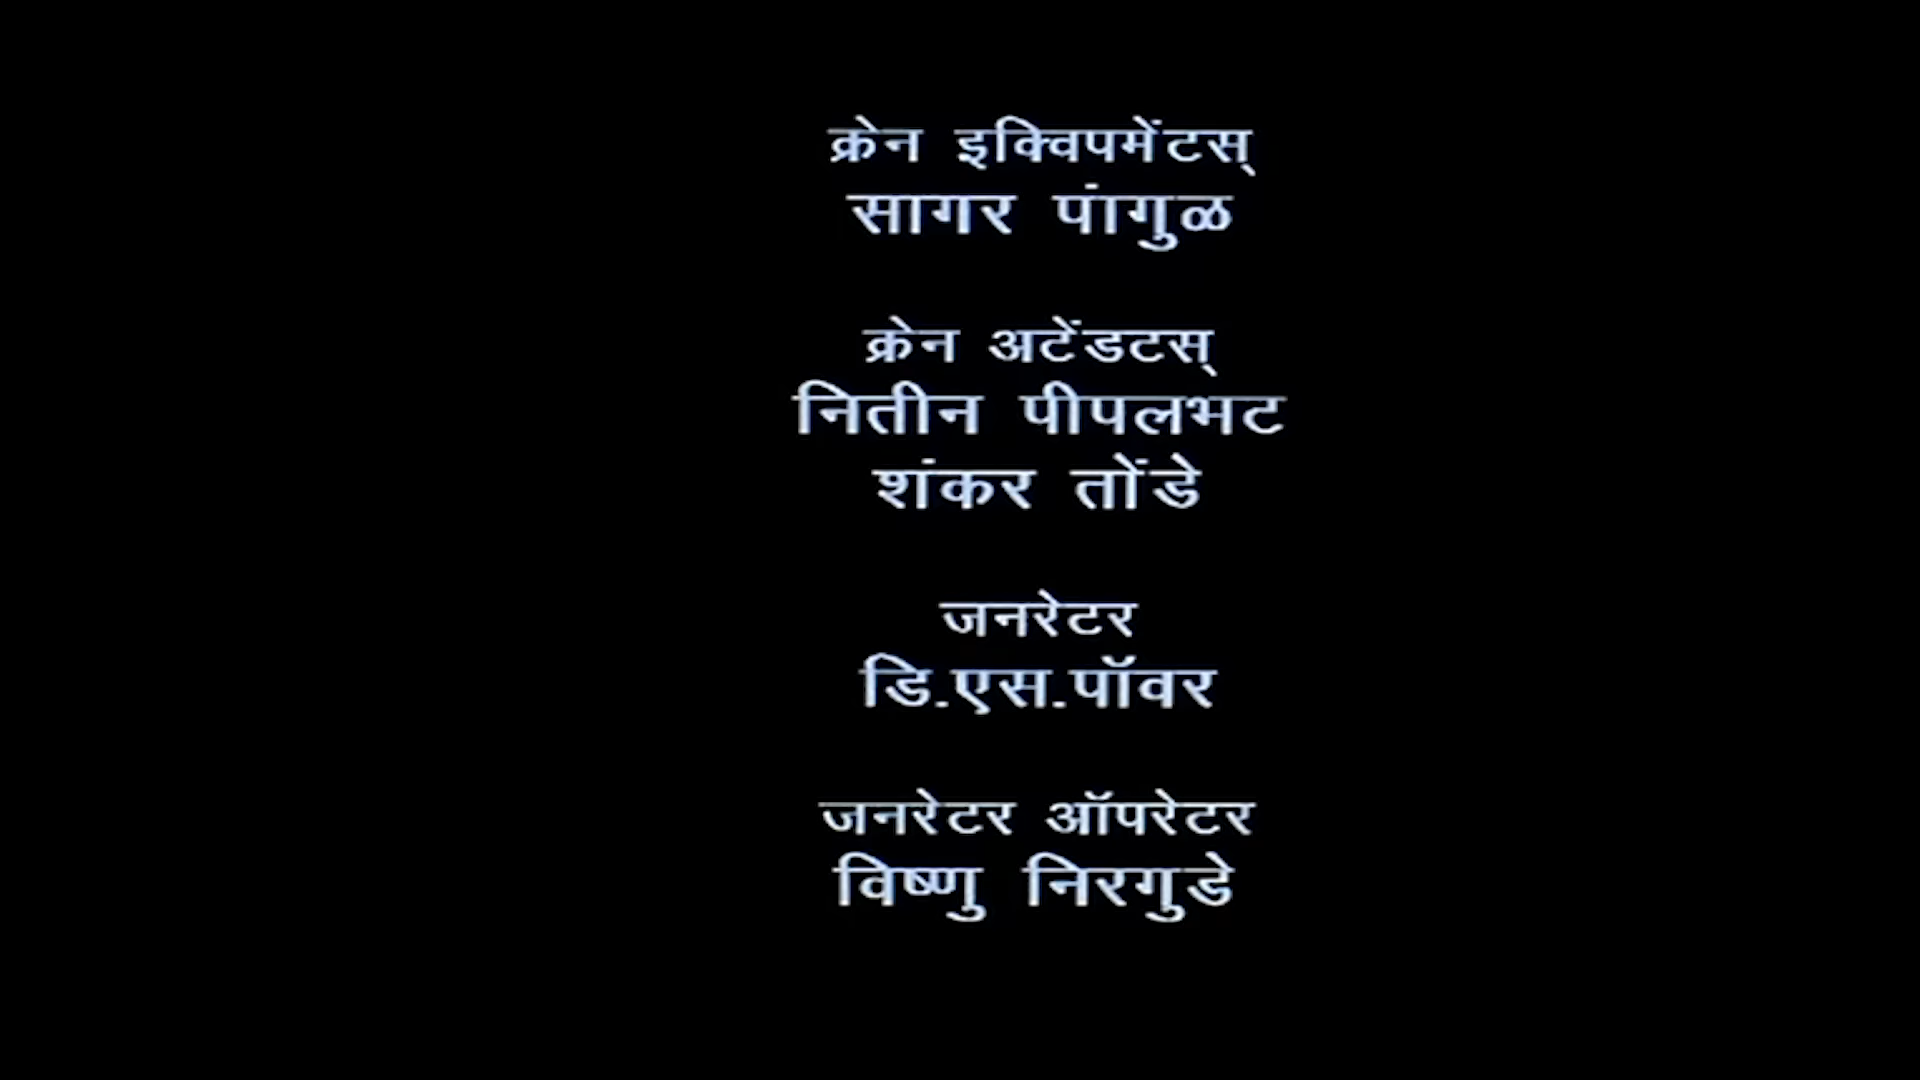 क्रेन इक्विपमेंटस्
सागर पांगुळ
क्रेन अटेंडटस्
नितीन पीपलभट
शंकर तोंडे
जनरेटर
डि.एस.पॉवर
जनरेटर ऑपरेटर
विष्णु निरगुडे